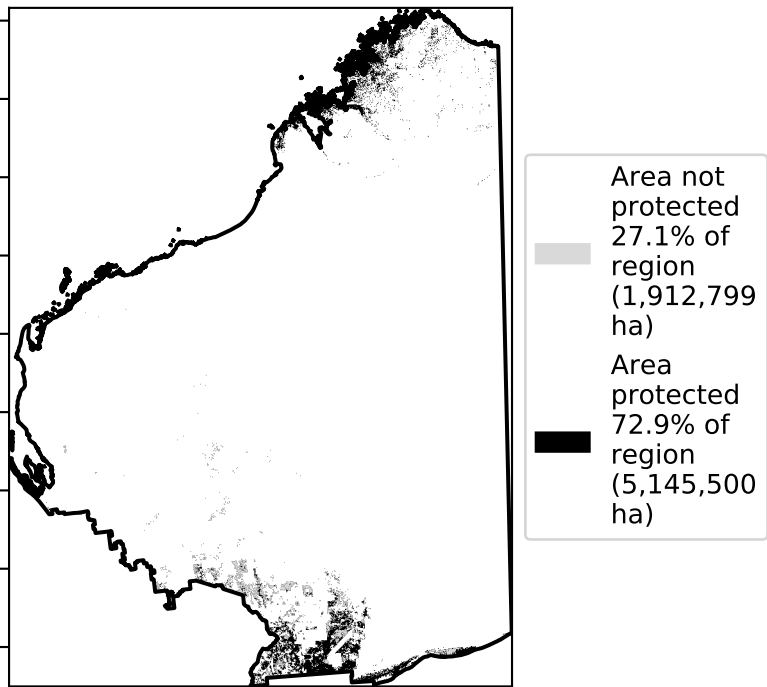 Area not
protected
27.1% of
region
(1,912,799
ha)
Area
protected
72.9% of
region
(5,145,500
ha)